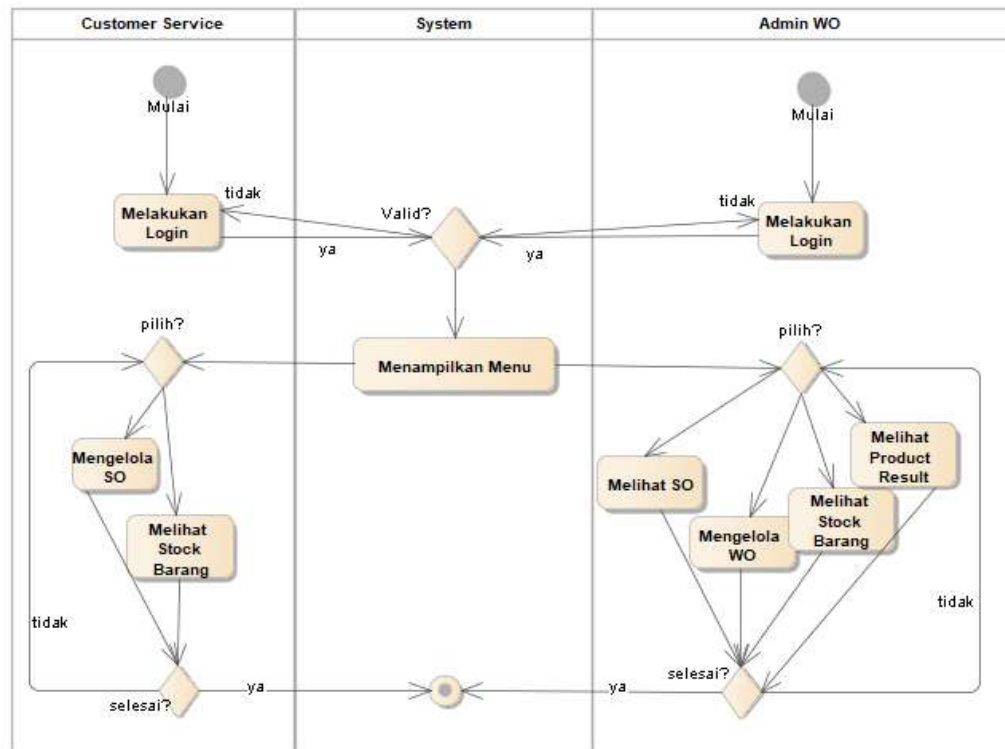 Customer Service
System
Admin WO
Mulai
Mulai
tidak
Valid?
tidak
Melakukan
Login
Melakukan
Login
ya
ya
pilih?
pilih?
Menampilkan Menu
Mengelola
SO
Melihat
Stock
Barang
Melihat SO
Mengelola
WO
Melihat
Stock
Barang
Melihat
Product
Result
tidak
tidak
selesai?
ya
ya
selesai?